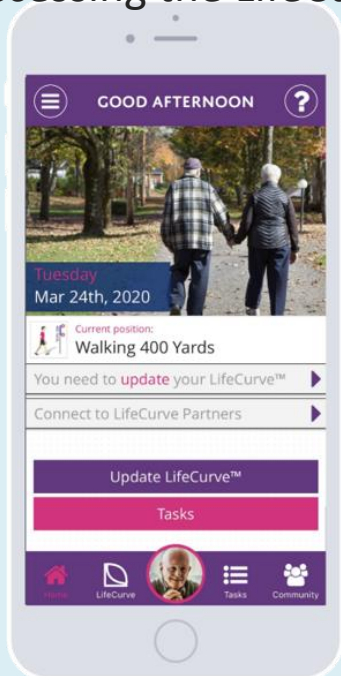 GOOD AFTERNOON
?
Tuesday
Mar 24th, 2020
Current position:
Walking 400 Yards
You need to update your LifeCurve™
Connect to LifeCurve Partners
Update LifeCurve™
Tasks
Home
LifeCurve
Tasks
Community